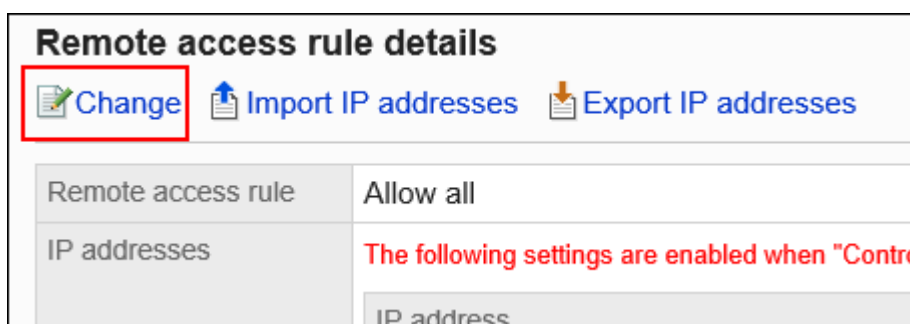 Remote access rule details
Change Import IP addresses Export IP addresses
Remote access rule Allow all
IP addresses The following settings are enabled when "Contr
IP address